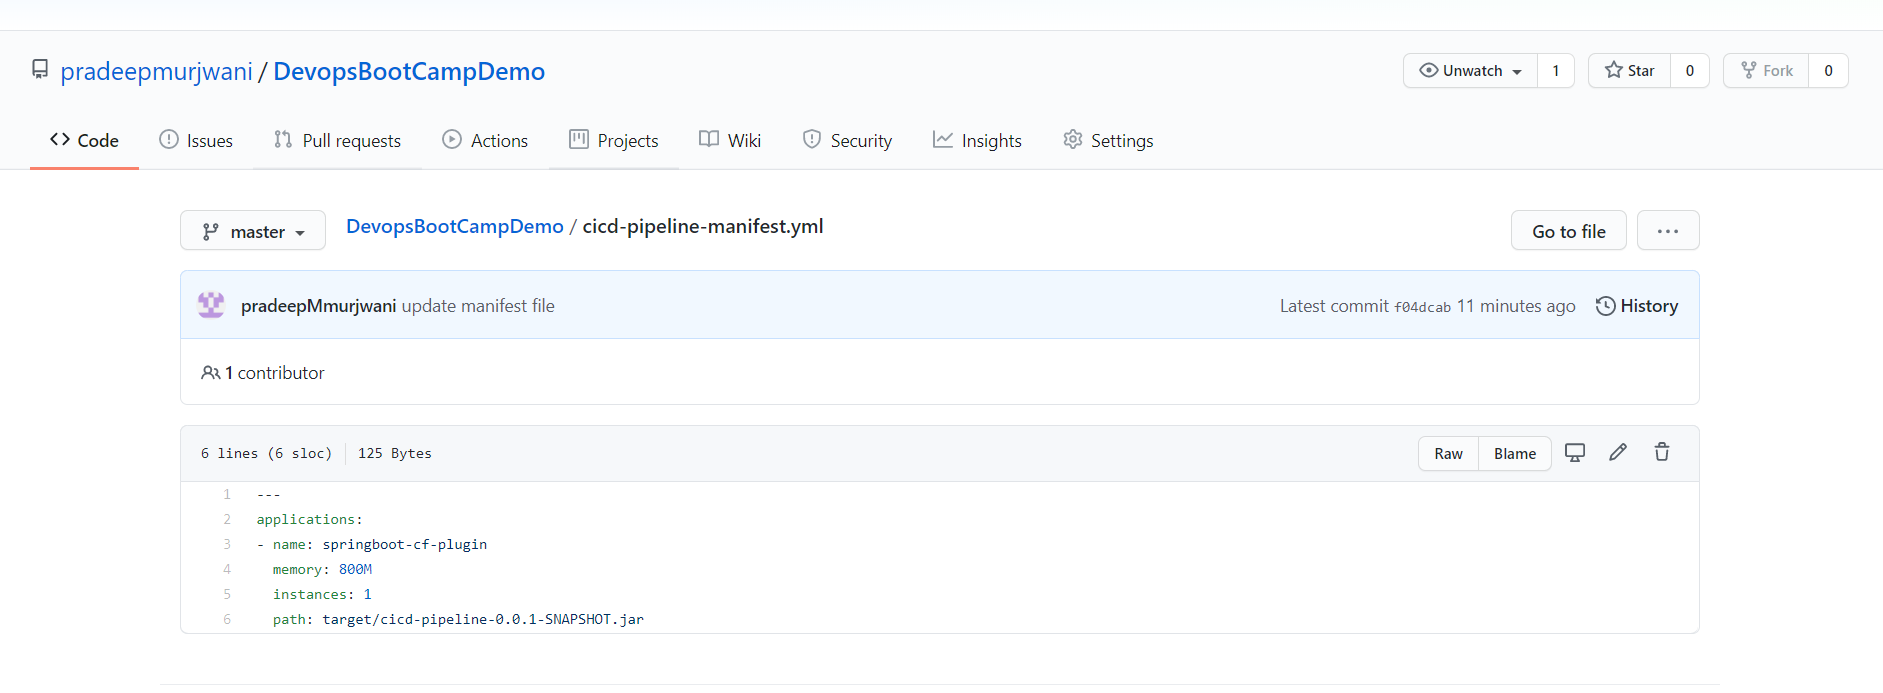 pradeepmurjwani / DevopsBootCampDemo
Unwatch 1 Star 0 Fork 0
Code Issues Pull requests Actions Projects Wiki Security Insights Settings
master DevopsBootCampDemo / cicd-pipeline-manifest.yml Go to file ...
pradeepMmurjwani update manifest file Latest commit f04dcab 11 minutes ago History
1 contributor
6 lines (6 sloc) 125 Bytes Raw Blame
1 ---
2 applications:
3 - name: springboot-cf-plugin
4 memory: 800M
5 instances: 1
6 path: target/cicd-pipeline-0.0.1-SNAPSHOT.jar